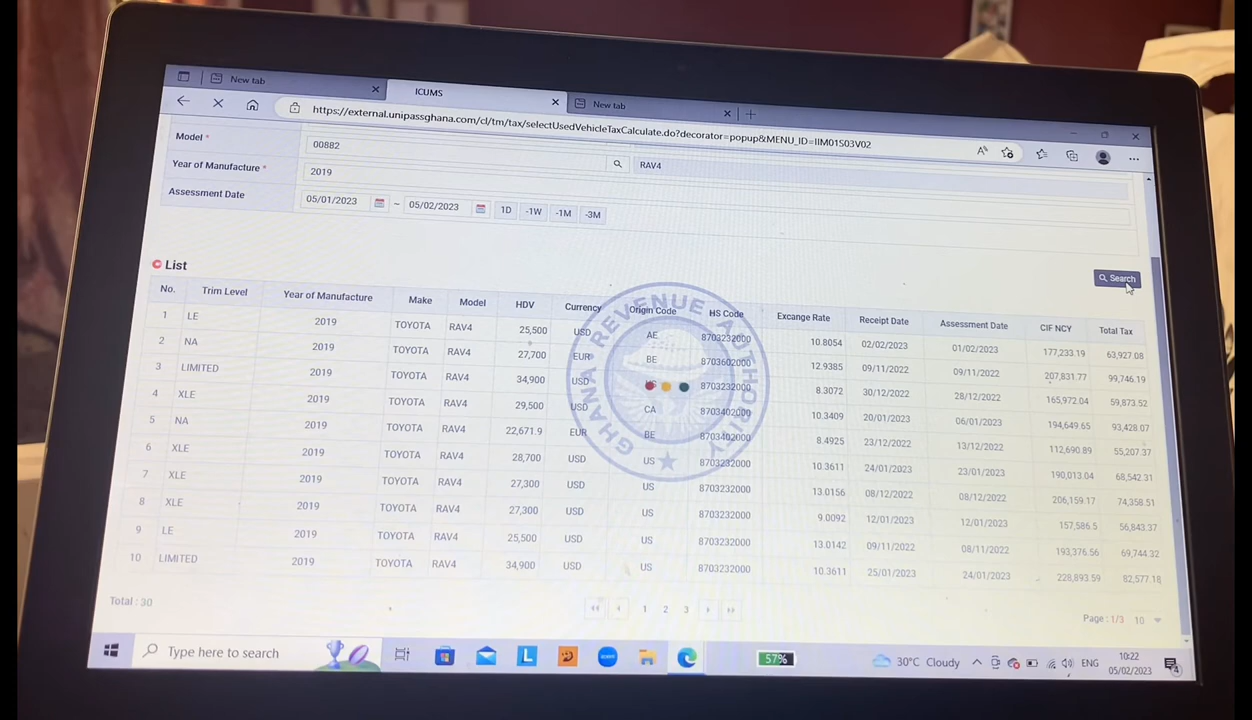 New tab
ICUMS
New tab
https://external.unipassghana.com/cl/tm/tax/selectUsedVehicleTaxCalculate.do?decorator=popup&MENU_ID=IIM01S03V02
Model * 00882 RAV4
Year of Manufacture * 2019
Assessment Date 05/01/2023 ~ 05/02/2023 1D -1W -1M -3M
List
Search
No. Trim Level Year of Manufacture Make Model HDV Currency Origin Code HS Code Excange Rate Receipt Date Assessment Date CIF NCY Total Tax
1 LE 2019 TOYOTA RAV4 25,500 USD AE 8703232000 10.8054 02/02/2023 01/02/2023 177,233.19 63,927.08
2 NA 2019 TOYOTA RAV4 27,700 EUR BE 8703602000 12.9385 09/11/2022 09/11/2022 207,831.77 99,746.19
3 LIMITED 2019 TOYOTA RAV4 34,900 USD 8703232000 8.3072 30/12/2022 28/12/2022 165,972.04 59,873.52
4 XLE 2019 TOYOTA RAV4 29,500 USD CA 8703402000 10.3409 20/01/2023 06/01/2023 194,649.65 93,428.07
5 NA 2019 TOYOTA RAV4 22,671.9 EUR BE 8703402000 8.4925 23/12/2022 13/12/2022 112,690.89 55,207.37
6 XLE 2019 TOYOTA RAV4 28,700 USD US 8703232000 10.3611 24/01/2023 23/01/2023 190,013.04 68,542.31
7 XLE 2019 TOYOTA RAV4 27,300 USD US 8703232000 13.0156 08/12/2022 08/12/2022 206,159.17 74,358.51
8 XLE 2019 TOYOTA RAV4 27,300 USD US 8703232000 9.0092 12/01/2023 12/01/2023 157,586.5 56,843.37
9 LE 2019 TOYOTA RAV4 25,500 USD US 8703232000 13.0142 09/11/2022 08/11/2022 193,376.56 69,744.32
10 LIMITED 2019 TOYOTA RAV4 34,900 USD US 8703232000 10.3611 25/01/2023 24/01/2023 228,893.59 82,577.18
GHANA REVENUE AUTHORITY
Total : 30
1 2 3
Page : 1/3 10
Type here to search
57%
30°C Cloudy
ENG
10:22
05/02/2023
4